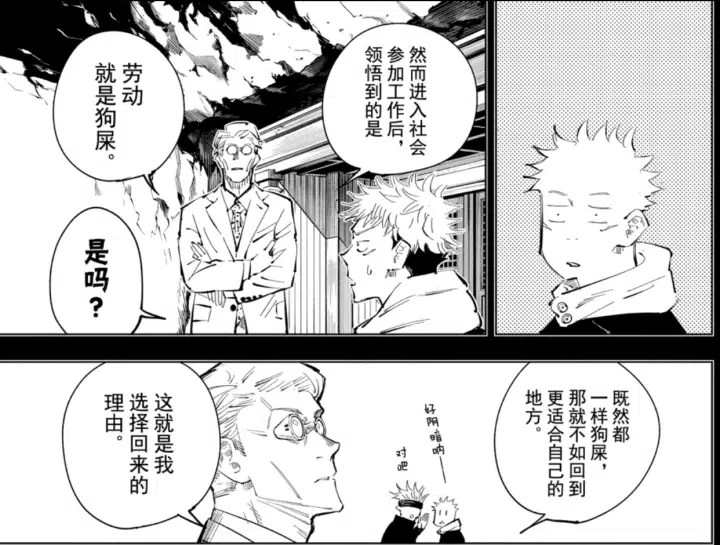 然而进入社会
参加工作后，
领悟到的是
劳动
就是狗屎。
是吗？
既然都
一样狗屎，
那就不如回到
更适合自己的
地方。
好阴暗呐——
对吧
这就是我
选择回来的
理由。